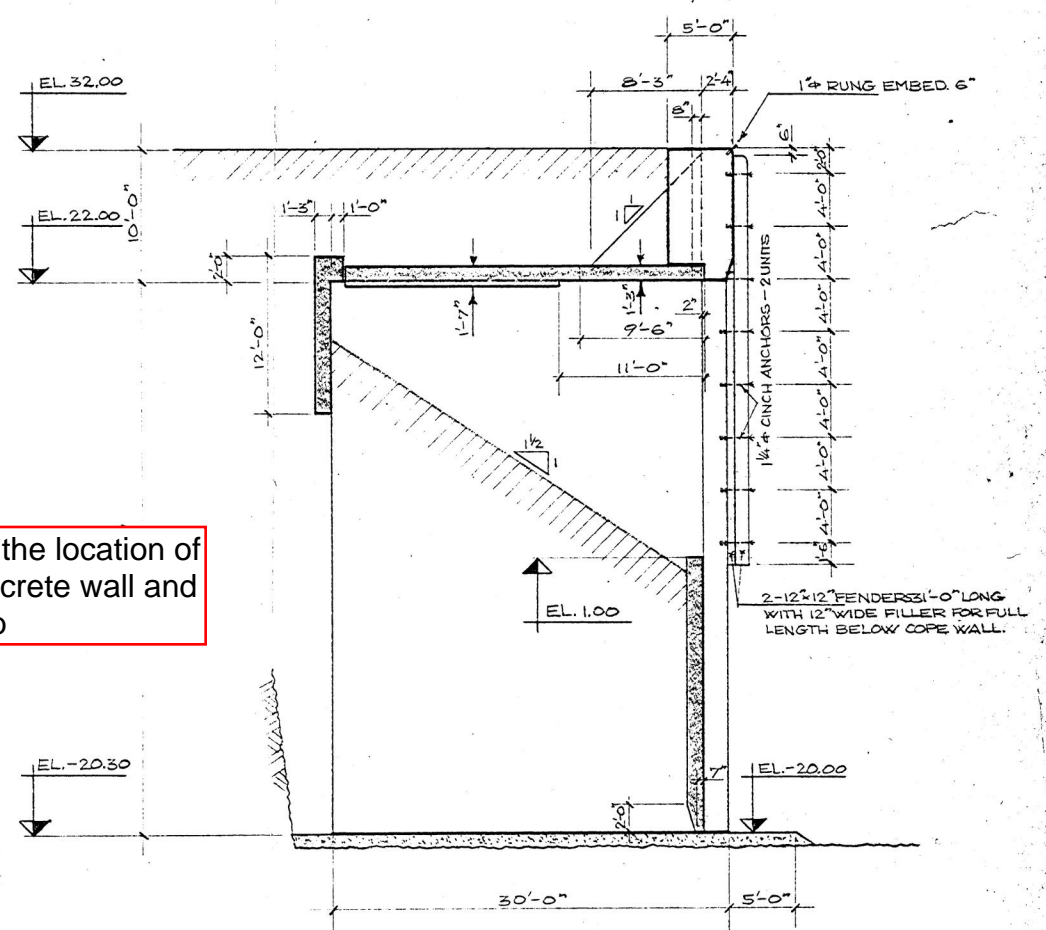 5'-0"
EL. 32.00
8'-3"
2'-4"
1"φ RUNG EMBED. 6"
8"
6"
2'-0"
4'-0"
1
1
EL. 22.00
10'-0"
1'-3"
1'-0"
4'-0"
2'-0"
4'-0"
1'-7"
1'-3"
2"
9'-6"
11'-0"
12'-0"
4'-0"
4'-0"
1¼"φ CINCH ANCHORS - 2 UNITS
1½
1
4'-0"
4'-0"
1'-6"
the location of
crete wall and
EL. 1.00
2-12"x12" FENDERS 31'-0" LONG
WITH 12" WIDE FILLER FOR FULL
LENGTH BELOW COPE WALL.
EL.-20.30
7"
EL.-20.00
2'-0"
30'-0"
5'-0"